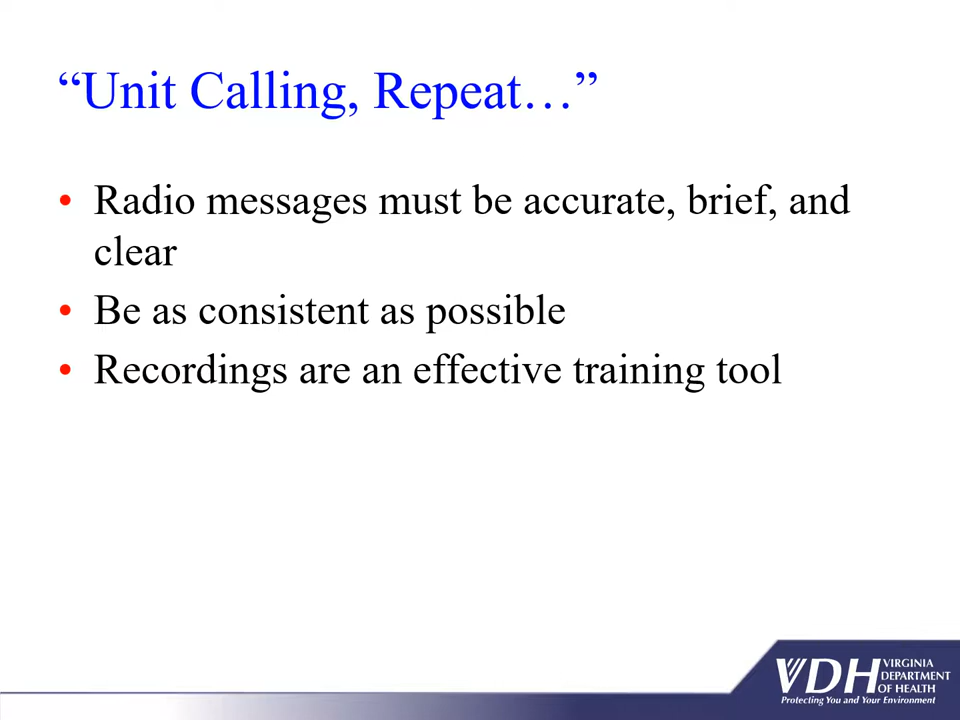 “Unit Calling, Repeat…”
• Radio messages must be accurate, brief, and
clear
• Be as consistent as possible
• Recordings are an effective training tool
VDH VIRGINIA
DEPARTMENT
OF HEALTH
Protecting You and Your Environment